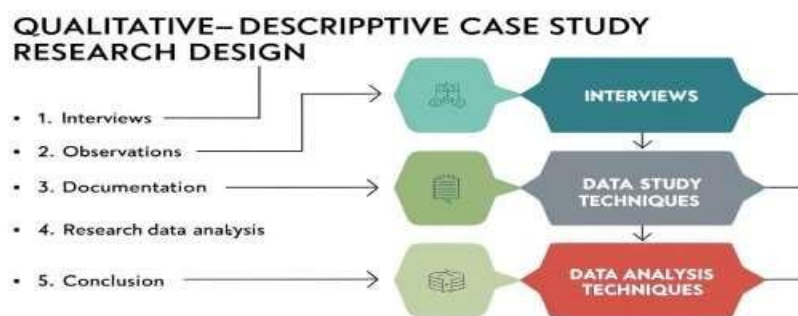 QUALITATIVE–DESCRIPPTIVE CASE STUDY
RESEARCH DESIGN
• 1. Interviews
• 2. Observations
• 3. Documentation
• 4. Research data analysis
• 5. Conclusion
INTERVIEWS
DATA STUDY
TECHNIQUES
DATA ANALYSIS
TECHNIQUES